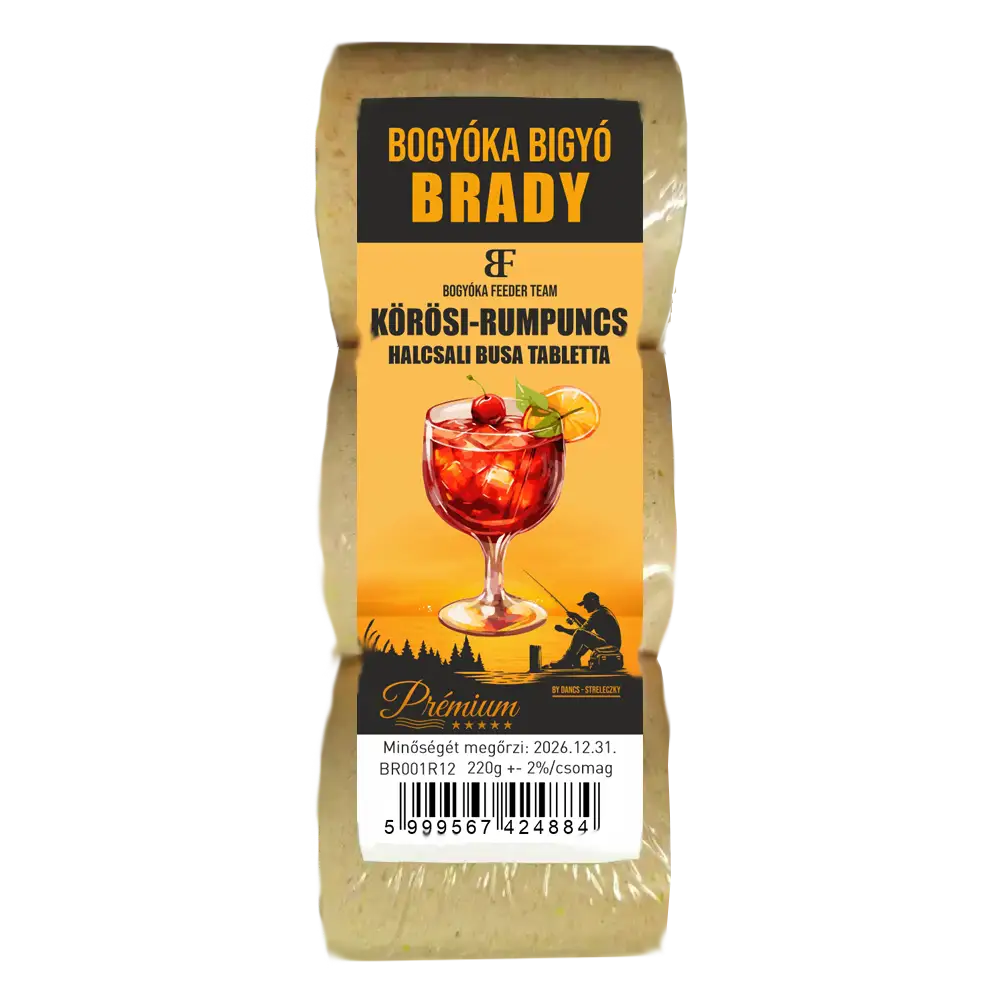 BOGYÓKA BIGYÓ
BRADY
BF
BOGYÓKA FEEDER TEAM
KÖRÖSI-RUMPUNCS
HALCSALI BUSA TABLETTA
BY DANCS - STRELECZKY
Prémium
Minőségét megőrzi: 2026.12.31.
BR001R12 220g +- 2%/csomag
5 999567 424884